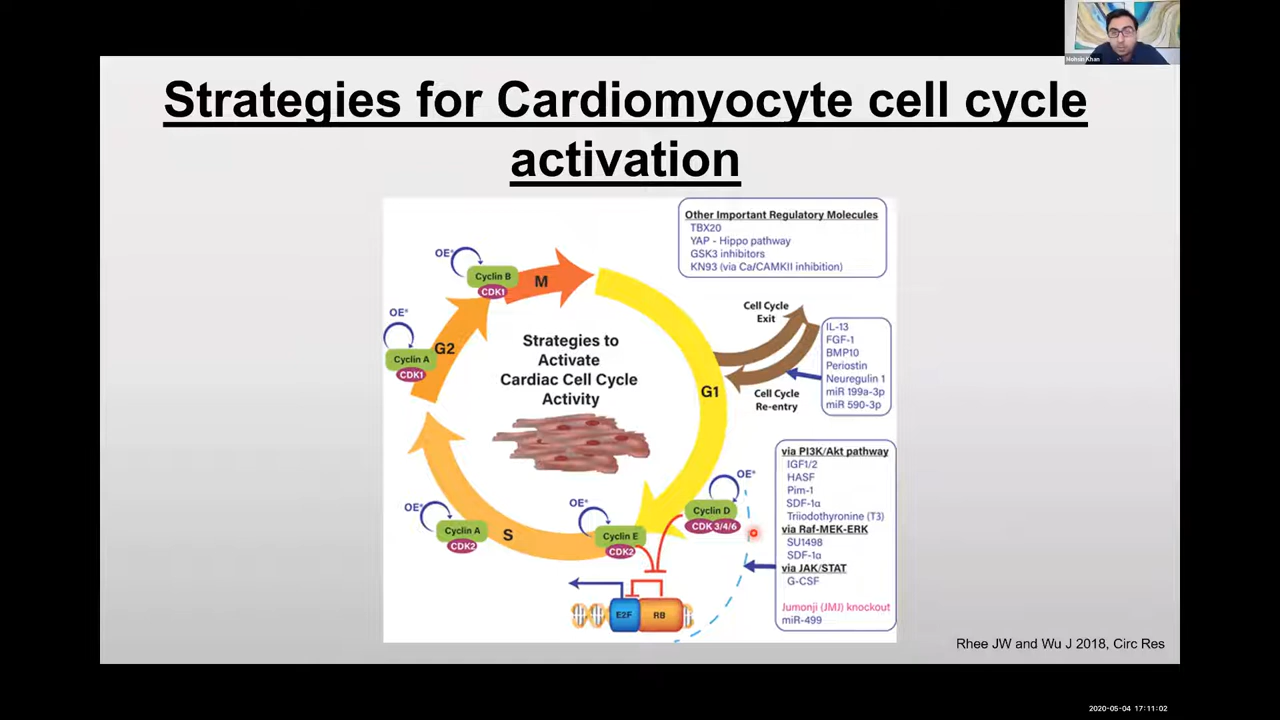 Mohsin Khan
Strategies for Cardiomyocyte cell cycle
activation
Other Important Regulatory Molecules
TBX20
YAP - Hippo pathway
GSK3 inhibitors
KN93 (via Ca/CAMKII inhibition)
OE*
Cyclin B
CDK1
M
OE*
Cyclin A
CDK1
G2
Strategies to
Activate
Cardiac Cell Cycle
Activity
G1
Cell Cycle
Exit
Cell Cycle
Re-entry
IL-13
FGF-1
BMP10
Periostin
Neuregulin 1
miR 199a-3p
miR 590-3p
OE*
Cyclin D
CDK 3/4/6
OE*
Cyclin E
CDK2
OE*
Cyclin A
CDK2
S
E2F
RB
via PI3K/Akt pathway
IGF1/2
HASF
Pim-1
SDF-1α
Triiodothyronine (T3)
via Raf-MEK-ERK
SU1498
SDF-1α
via JAK/STAT
G-CSF
Jumonji (JMJ) knockout
miR-499
Rhee JW and Wu J 2018, Circ Res
2020-05-04 17:11:02